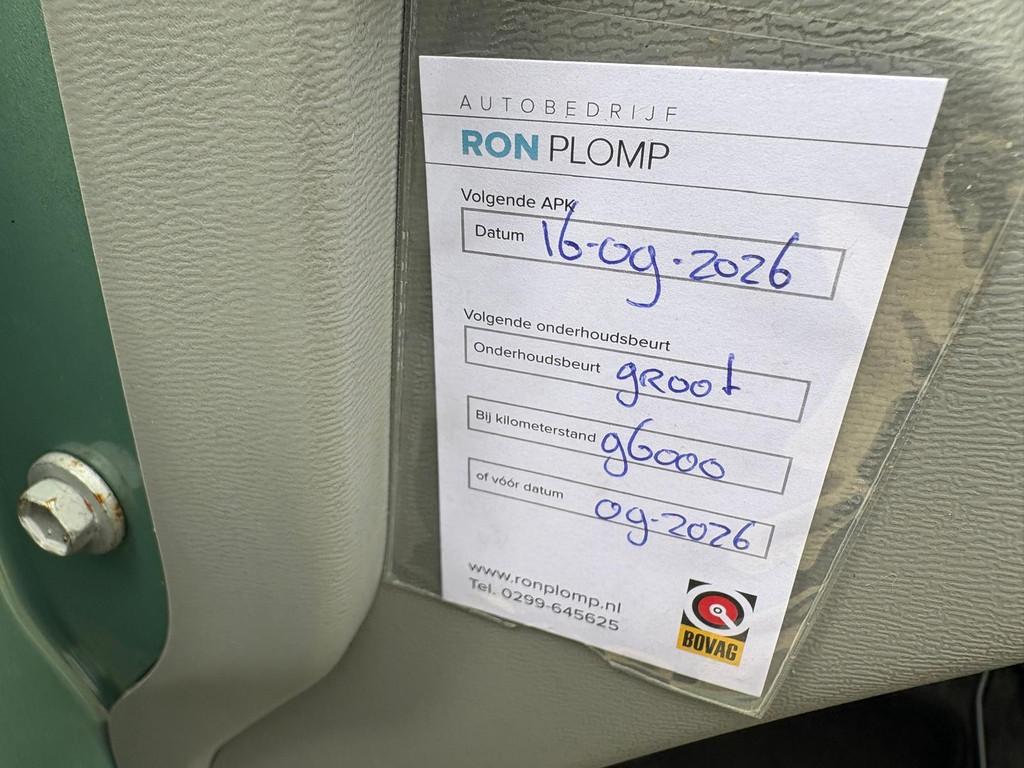 AUTOBEDRIJF
RON PLOMP
Volgende APK
Datum 16-09-2026
Volgende onderhoudsbeurt
Onderhoudsbeurt groot
Bij kilometerstand 96000
of vóór datum 09-2026
www.ronplomp.nl
Tel. 0299-645625
BOVAG